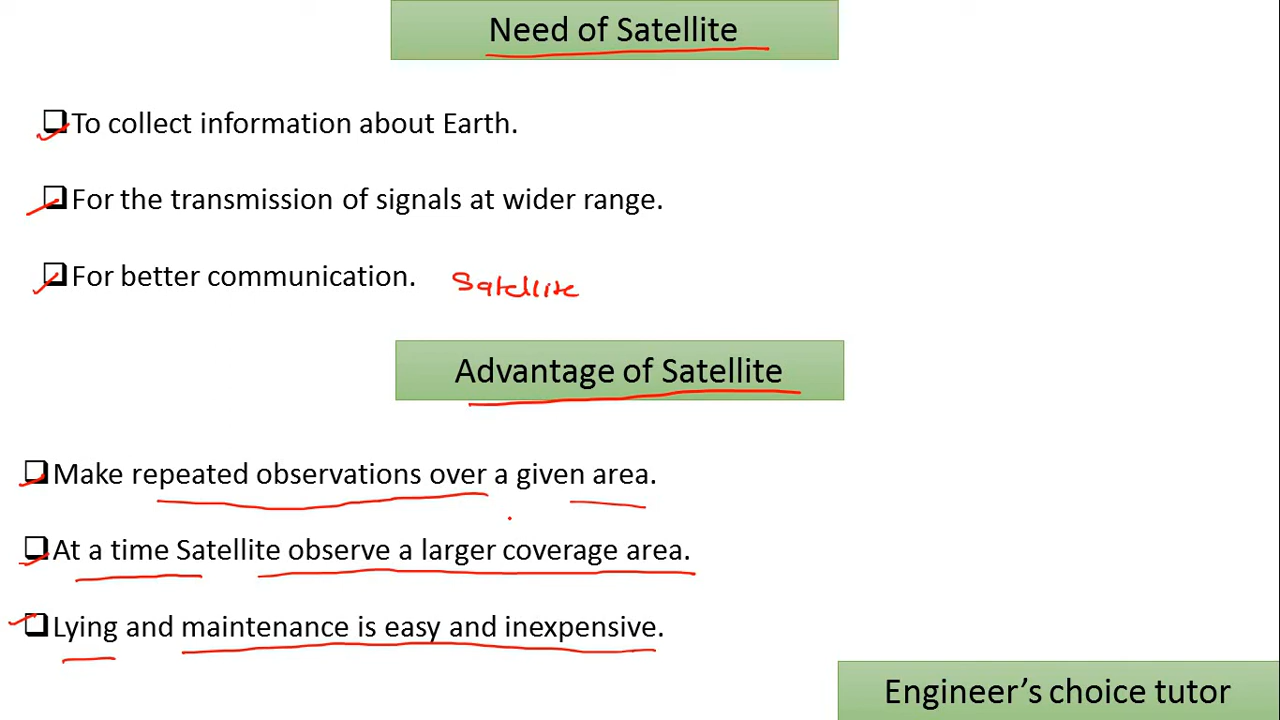 Need of Satellite
To collect information about Earth.
For the transmission of signals at wider range.
For better communication. Satellite
Advantage of Satellite
Make repeated observations over a given area.
At a time Satellite observe a larger coverage area.
Lying and maintenance is easy and inexpensive.
Engineer’s choice tutor